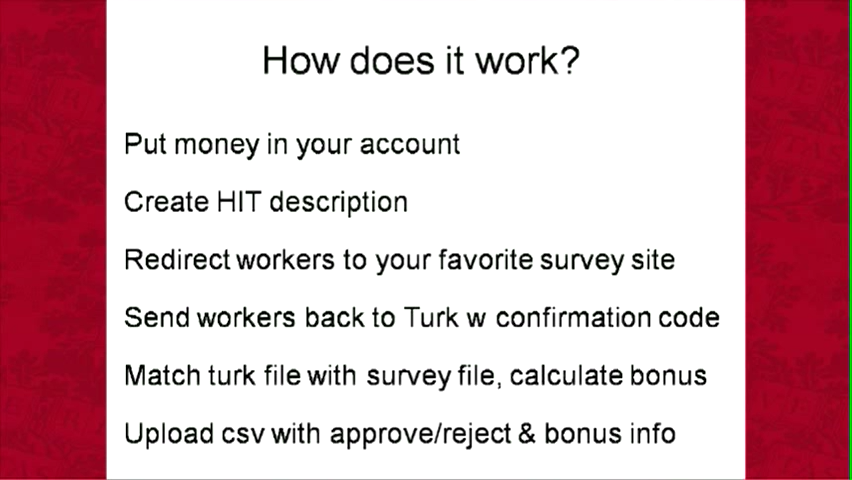 How does it work?
Put money in your account
Create HIT description
Redirect workers to your favorite survey site
Send workers back to Turk w confirmation code
Match turk file with survey file, calculate bonus
Upload csv with approve/reject & bonus info